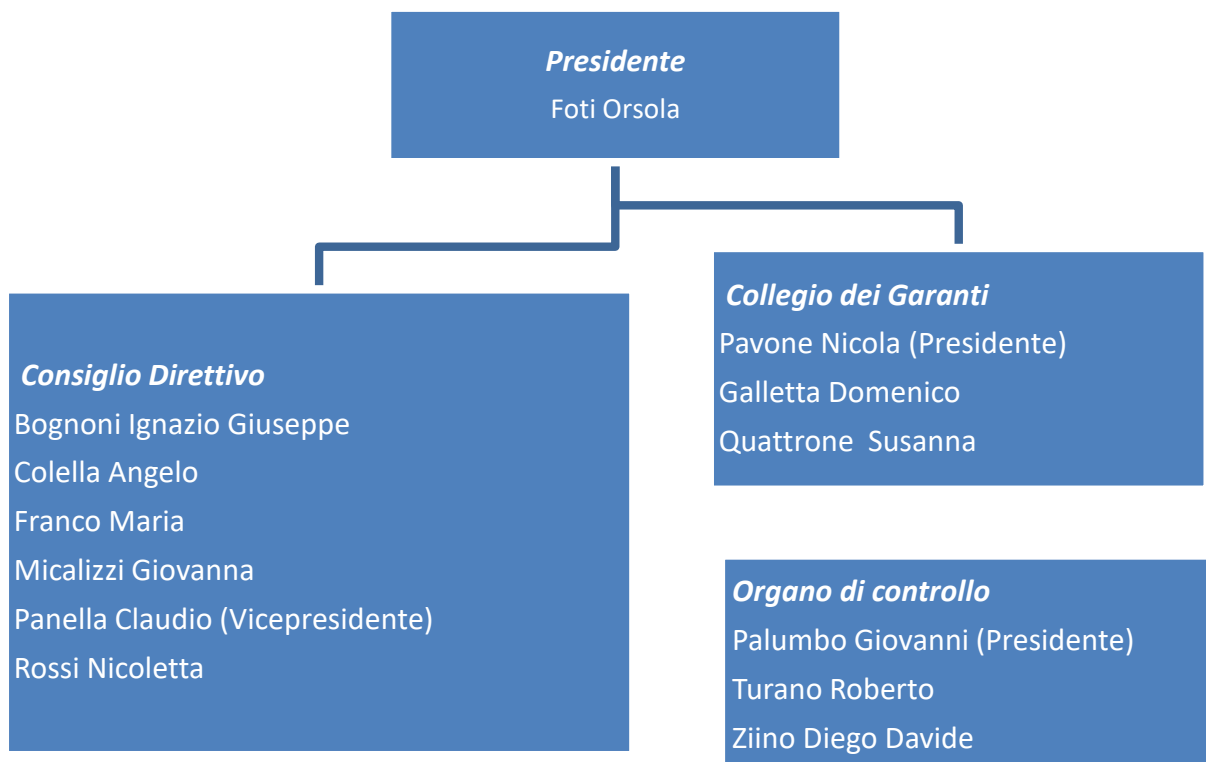 Presidente
Foti Orsola
Consiglio Direttivo
Bognoni Ignazio Giuseppe
Colella Angelo
Franco Maria
Micalizzi Giovanna
Panella Claudio (Vicepresidente)
Rossi Nicoletta
Collegio dei Garanti
Pavone Nicola (Presidente)
Galletta Domenico
Quattrone  Susanna
Organo di controllo
Palumbo Giovanni (Presidente)
Turano Roberto
Ziino Diego Davide